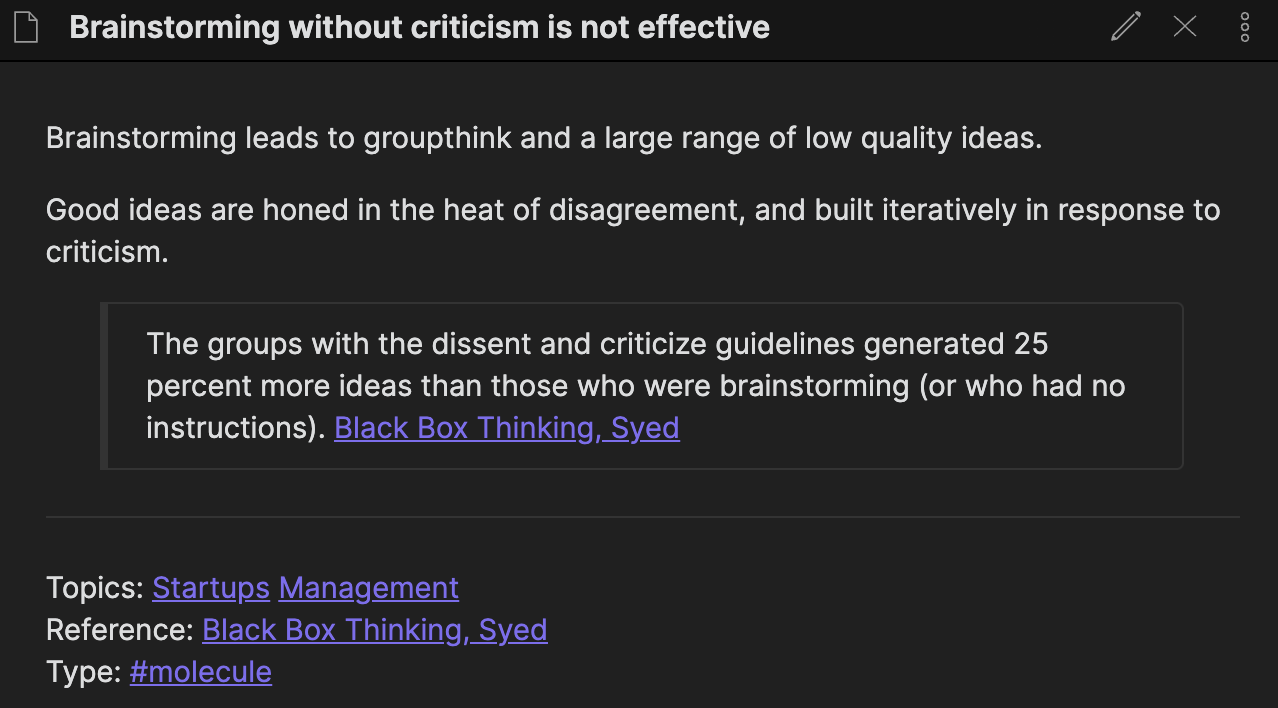 Brainstorming without criticism is not effective
Brainstorming leads to groupthink and a large range of low quality ideas.
Good ideas are honed in the heat of disagreement, and built iteratively in response to
criticism.
The groups with the dissent and criticize guidelines generated 25
percent more ideas than those who were brainstorming (or who had no
instructions). Black Box Thinking, Syed
Topics: Startups Management
Reference: Black Box Thinking, Syed
Type: #molecule